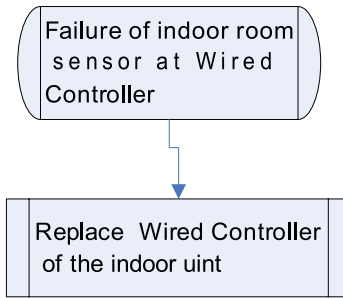 Failure of indoor room
sensor at Wired
Controller
Replace Wired Controller
of the indoor uint